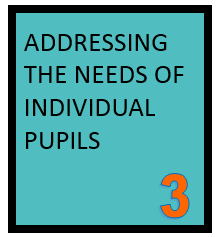 ADDRESSING
THE NEEDS OF
INDIVIDUAL
PUPILS
3